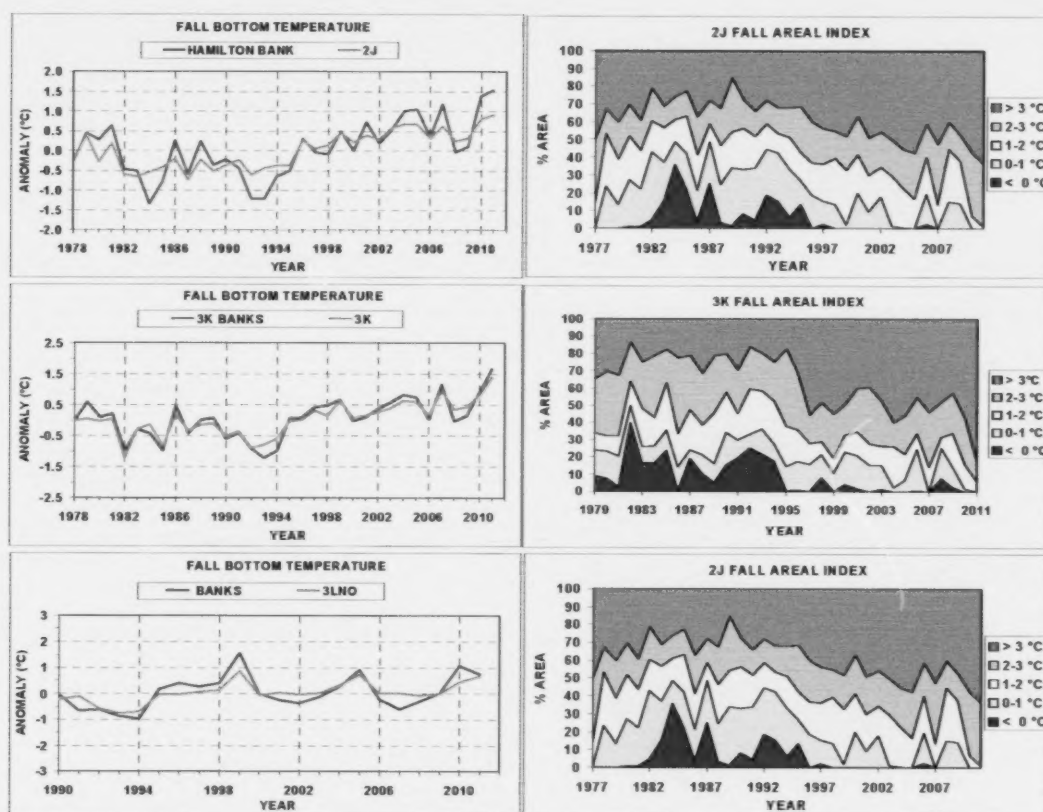 FALL BOTTOM TEMPERATURE
HAMILTON BANK 2J
ANOMALY (°C)
2.0
1.5
1.0
0.5
0.0
-0.5
-1.0
-1.5
-2.0
1978 1982 1986 1990 1994 1998 2002 2006 2010
YEAR
2J FALL AREAL INDEX
% AREA
100
90
80
70
60
50
40
30
20
10
0
1977 1982 1987 1992 1997 2002 2007
YEAR
> 3 °C
2-3 °C
1-2 °C
0-1 °C
< 0 °C
FALL BOTTOM TEMPERATURE
3K BANKS 3K
ANOMALY (°C)
2.5
1.5
0.5
-0.5
-1.5
-2.5
1978 1982 1986 1990 1994 1998 2002 2006 2010
YEAR
3K FALL AREAL INDEX
% AREA
100
90
80
70
60
50
40
30
20
10
0
1979 1983 1987 1991 1995 1999 2003 2007 2011
YEAR
> 3°C
2-3 °C
1-2 °C
0-1 °C
< 0 °C
FALL BOTTOM TEMPERATURE
BANKS 3LNO
ANOMALY (°C)
3
2
1
0
-1
-2
-3
1990 1994 1998 2002 2006 2010
YEAR
2J FALL AREAL INDEX
% AREA
100
90
80
70
60
50
40
30
20
10
0
1977 1982 1987 1992 1997 2002 2007
YEAR
> 3 °C
2-3 °C
1-2 °C
0-1 °C
< 0 °C